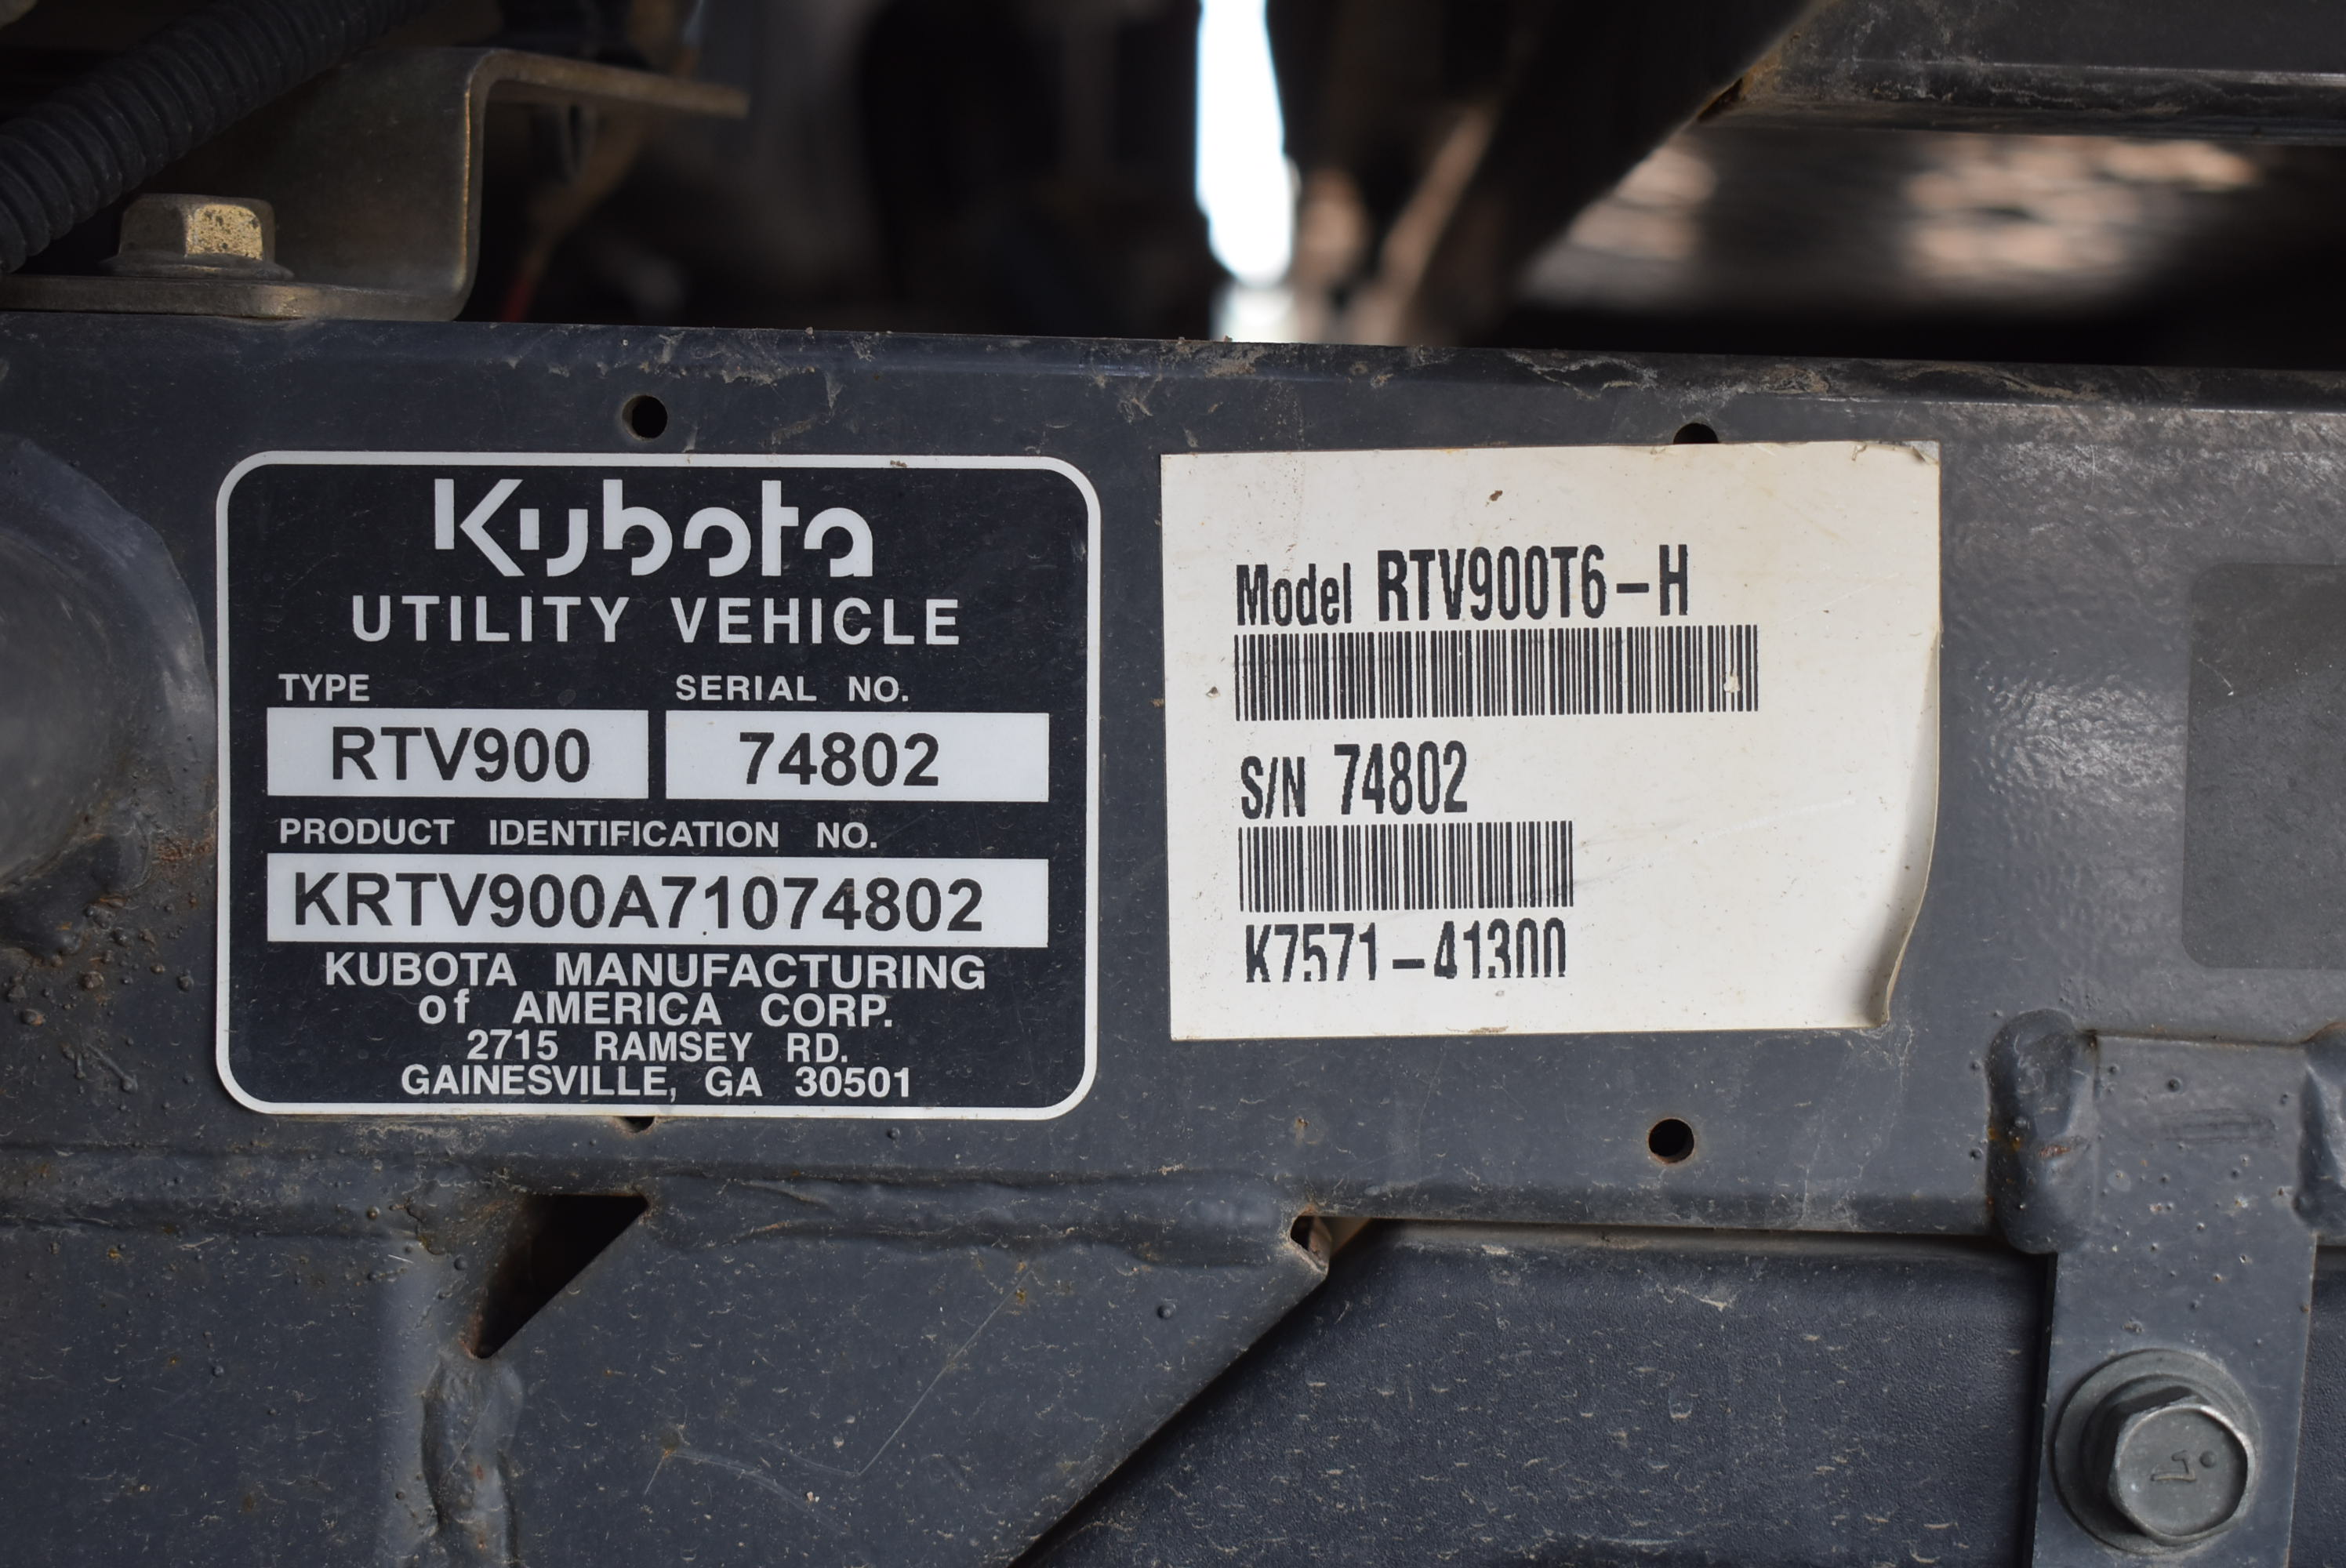 Kubota
UTILITY VEHICLE
TYPE SERIAL NO.
RTV900 74802
PRODUCT IDENTIFICATION NO.
KRTV900A71074802
KUBOTA MANUFACTURING
of AMERICA CORP.
2715 RAMSEY RD.
GAINESVILLE, GA 30501
Model RTV900T6-H
S/N 74802
K7571-41300
7